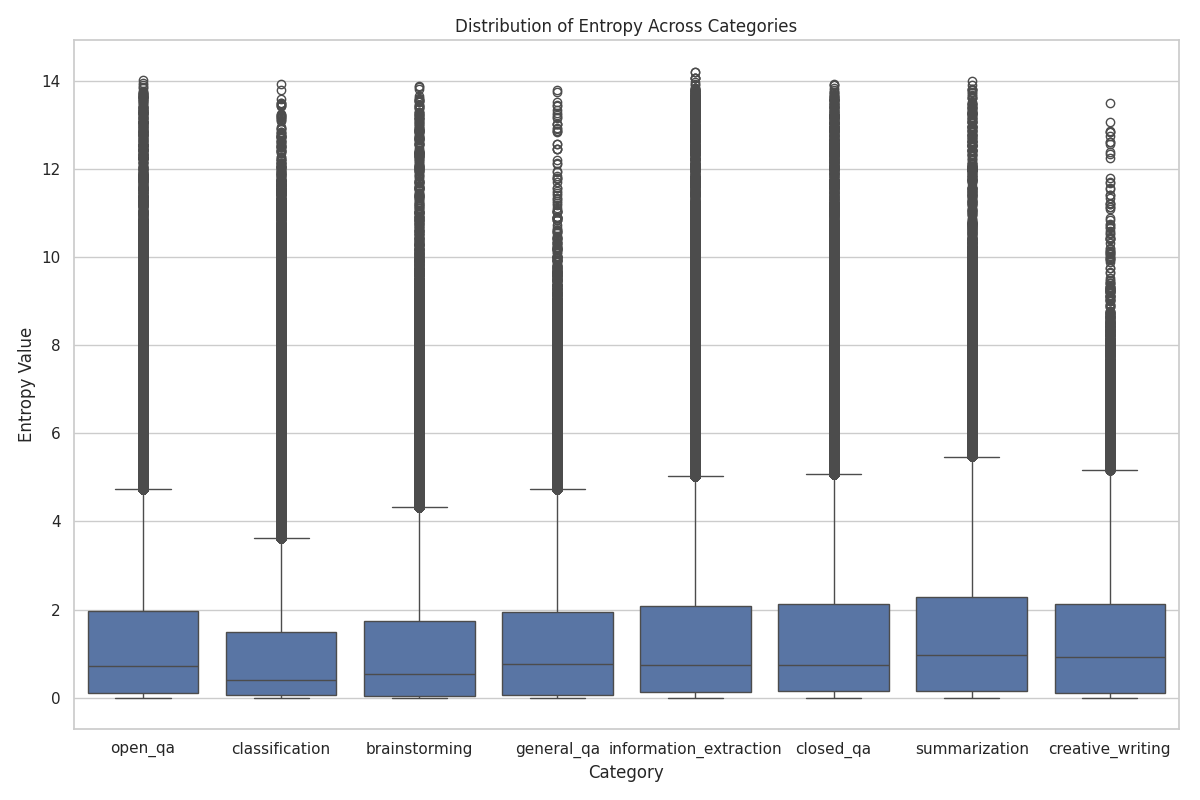 Distribution of Entropy Across Categories
Entropy Value
14
12
10
8
6
4
2
0
open_qa classification brainstorming general_qa information_extraction closed_qa summarization creative_writing
Category